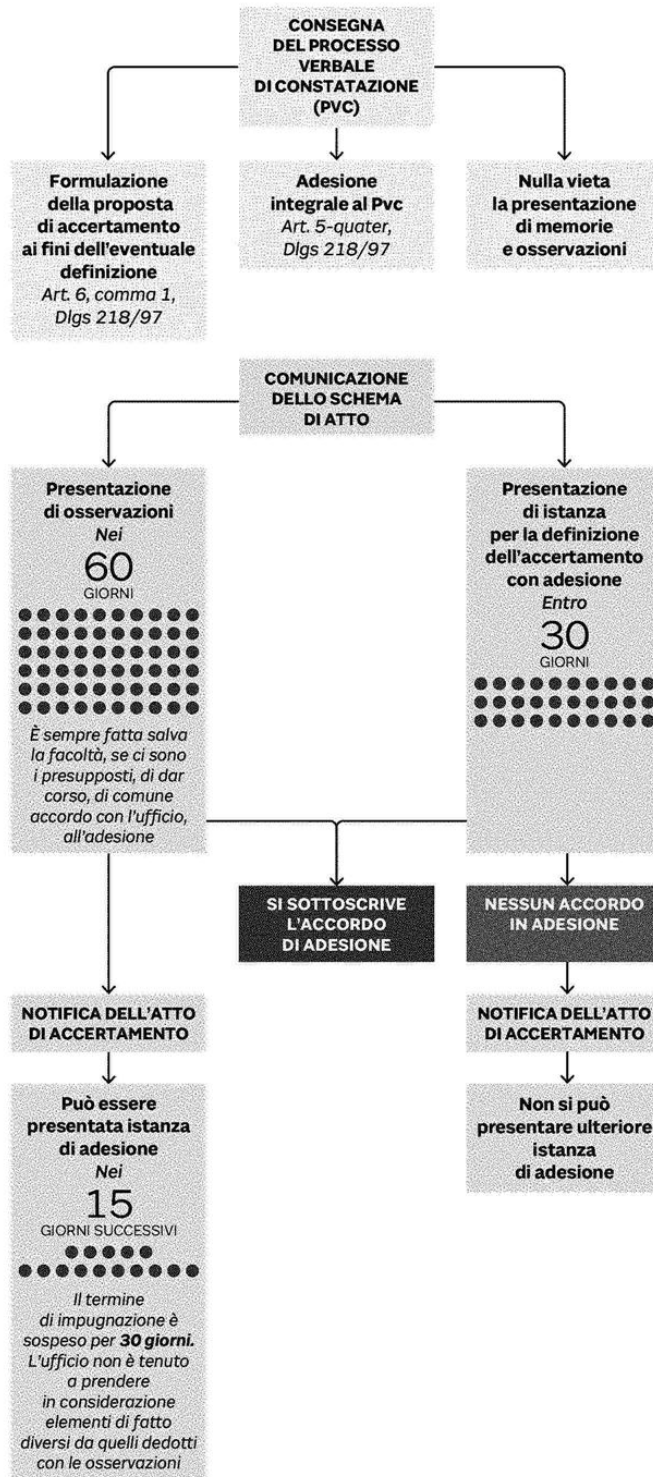 CONSEGNA
DEL PROCESSO
VERBALE
DI CONSTATAZIONE
(PVC)
Formulazione
della proposta
di accertamento
ai fini dell'eventuale
definizione
Art. 6, comma 1,
Dlgs 218/97
Adesione
integrale al Pvc
Art. 5-quater,
Dlgs 218/97
Nulla vieta
la presentazione
di memorie
e osservazioni
COMUNICAZIONE
DELLO SCHEMA
DI ATTO
Presentazione
di osservazioni
Nei
60
GIORNI
È sempre fatta salva
la facoltà, se ci sono
i presupposti, di dar
corso, di comune
accordo con l'ufficio,
all'adesione
Presentazione
di istanza
per la definizione
dell'accertamento
con adesione
Entro
30
GIORNI
SI SOTTOSCRIVE
L'ACCORDO
DI ADESIONE
NESSUN ACCORDO
IN ADESIONE
NOTIFICA DELL'ATTO
DI ACCERTAMENTO
Può essere
presentata istanza
di adesione
Nei
15
GIORNI SUCCESSIVI
Il termine
di impugnazione è
sospeso per 30 giorni.
L'ufficio non è tenuto
a prendere
in considerazione
elementi di fatto
diversi da quelli dedotti
con le osservazioni
NOTIFICA DELL'ATTO
DI ACCERTAMENTO
Non si può
presentare ulteriore
istanza
di adesione